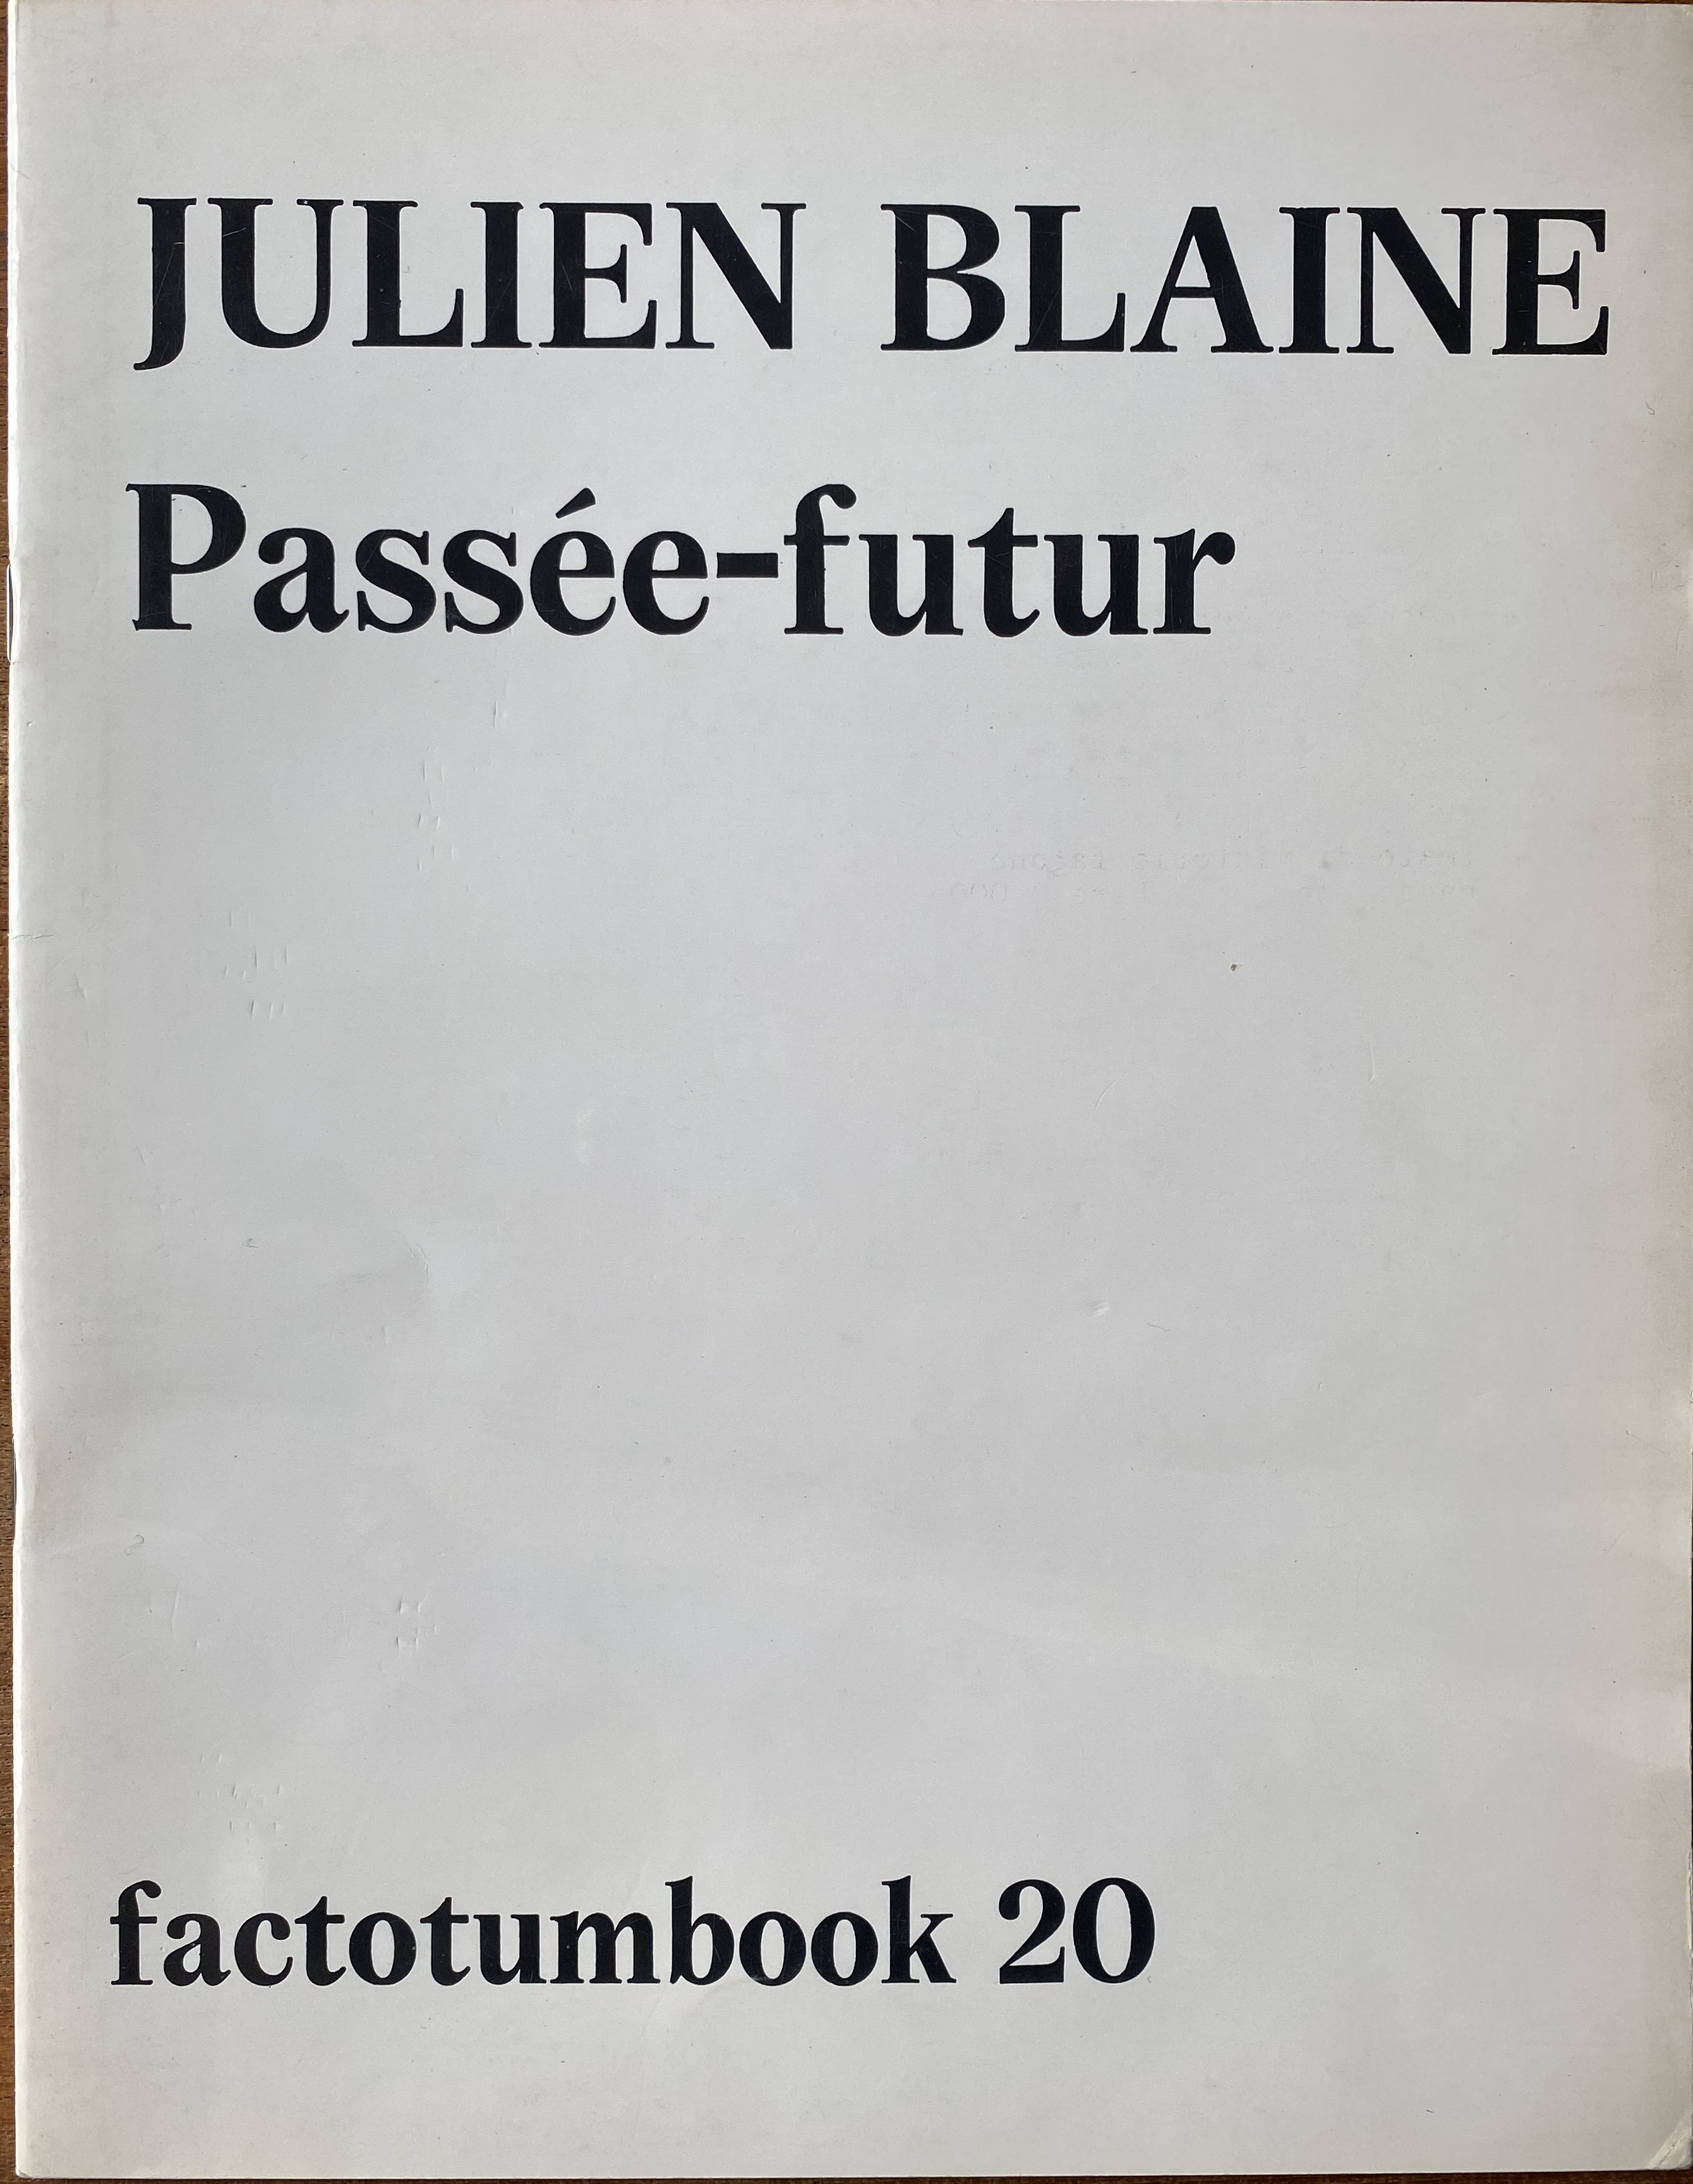 JULIEN BLAINE
Passée-futur
factotumbook 20